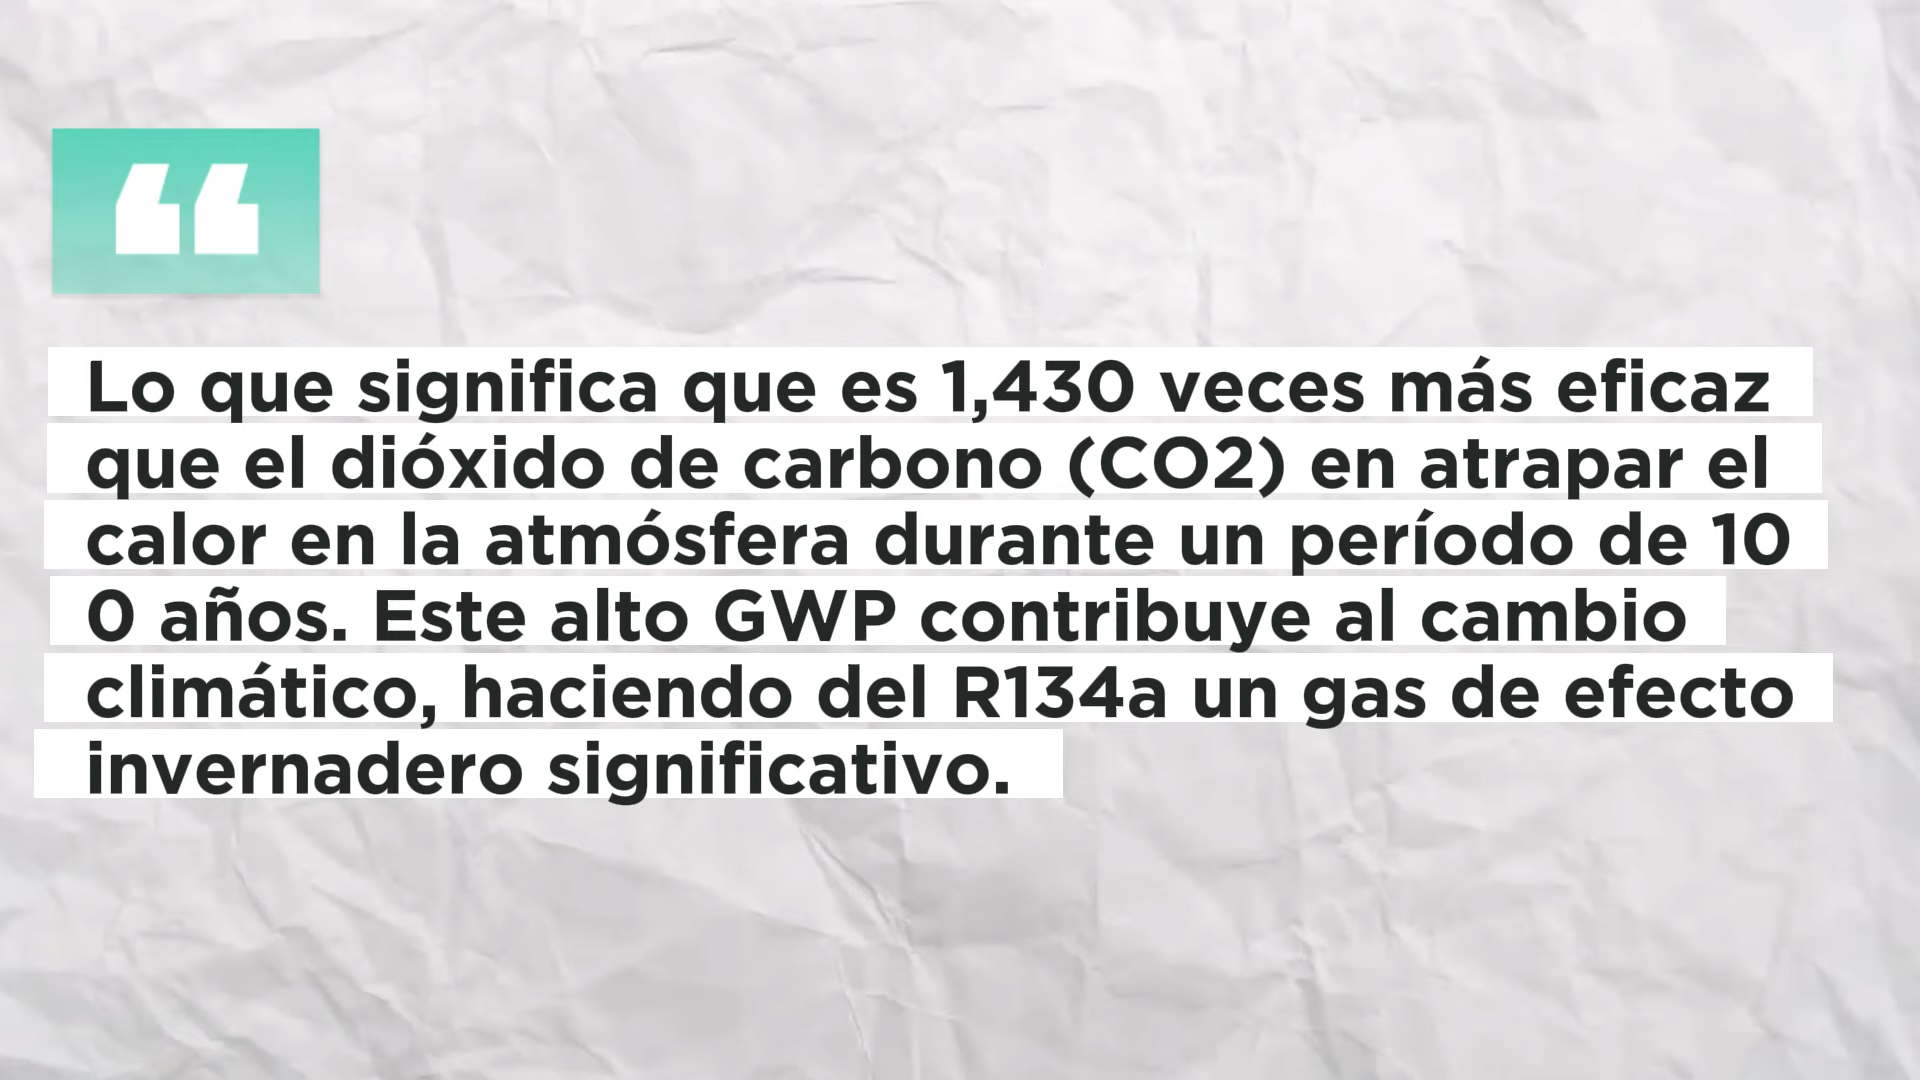 “
Lo que significa que es 1,430 veces más eficaz
que el dióxido de carbono (CO2) en atrapar el
calor en la atmósfera durante un período de 10
0 años. Este alto GWP contribuye al cambio
climático, haciendo del R134a un gas de efecto
invernadero significativo.